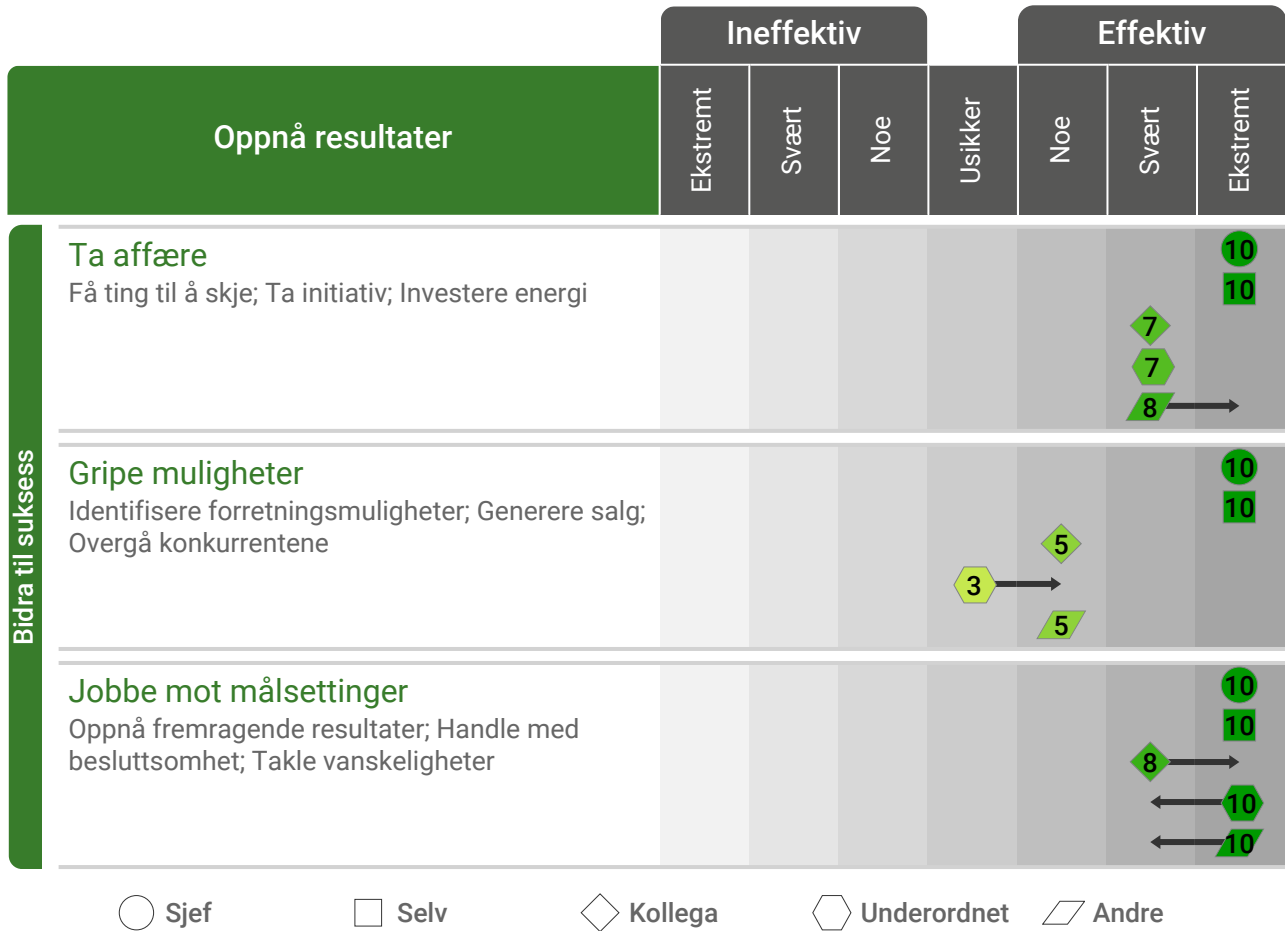 Ineffektiv
Effektiv
Oppnå resultater
Ekstremt
Svært
Noe
Usikker
Noe
Svært
Ekstremt
Bidra til suksess
Ta affære
Få ting til å skje; Ta initiativ; Investere energi
10
10
7
7
8
Gripe muligheter
Identifisere forretningsmuligheter; Generere salg;
Overgå konkurrentene
10
10
5
3
5
Jobbe mot målsettinger
Oppnå fremragende resultater; Handle med
besluttsomhet; Takle vanskeligheter
10
10
8
10
10
Sjef
Selv
Kollega
Underordnet
Andre